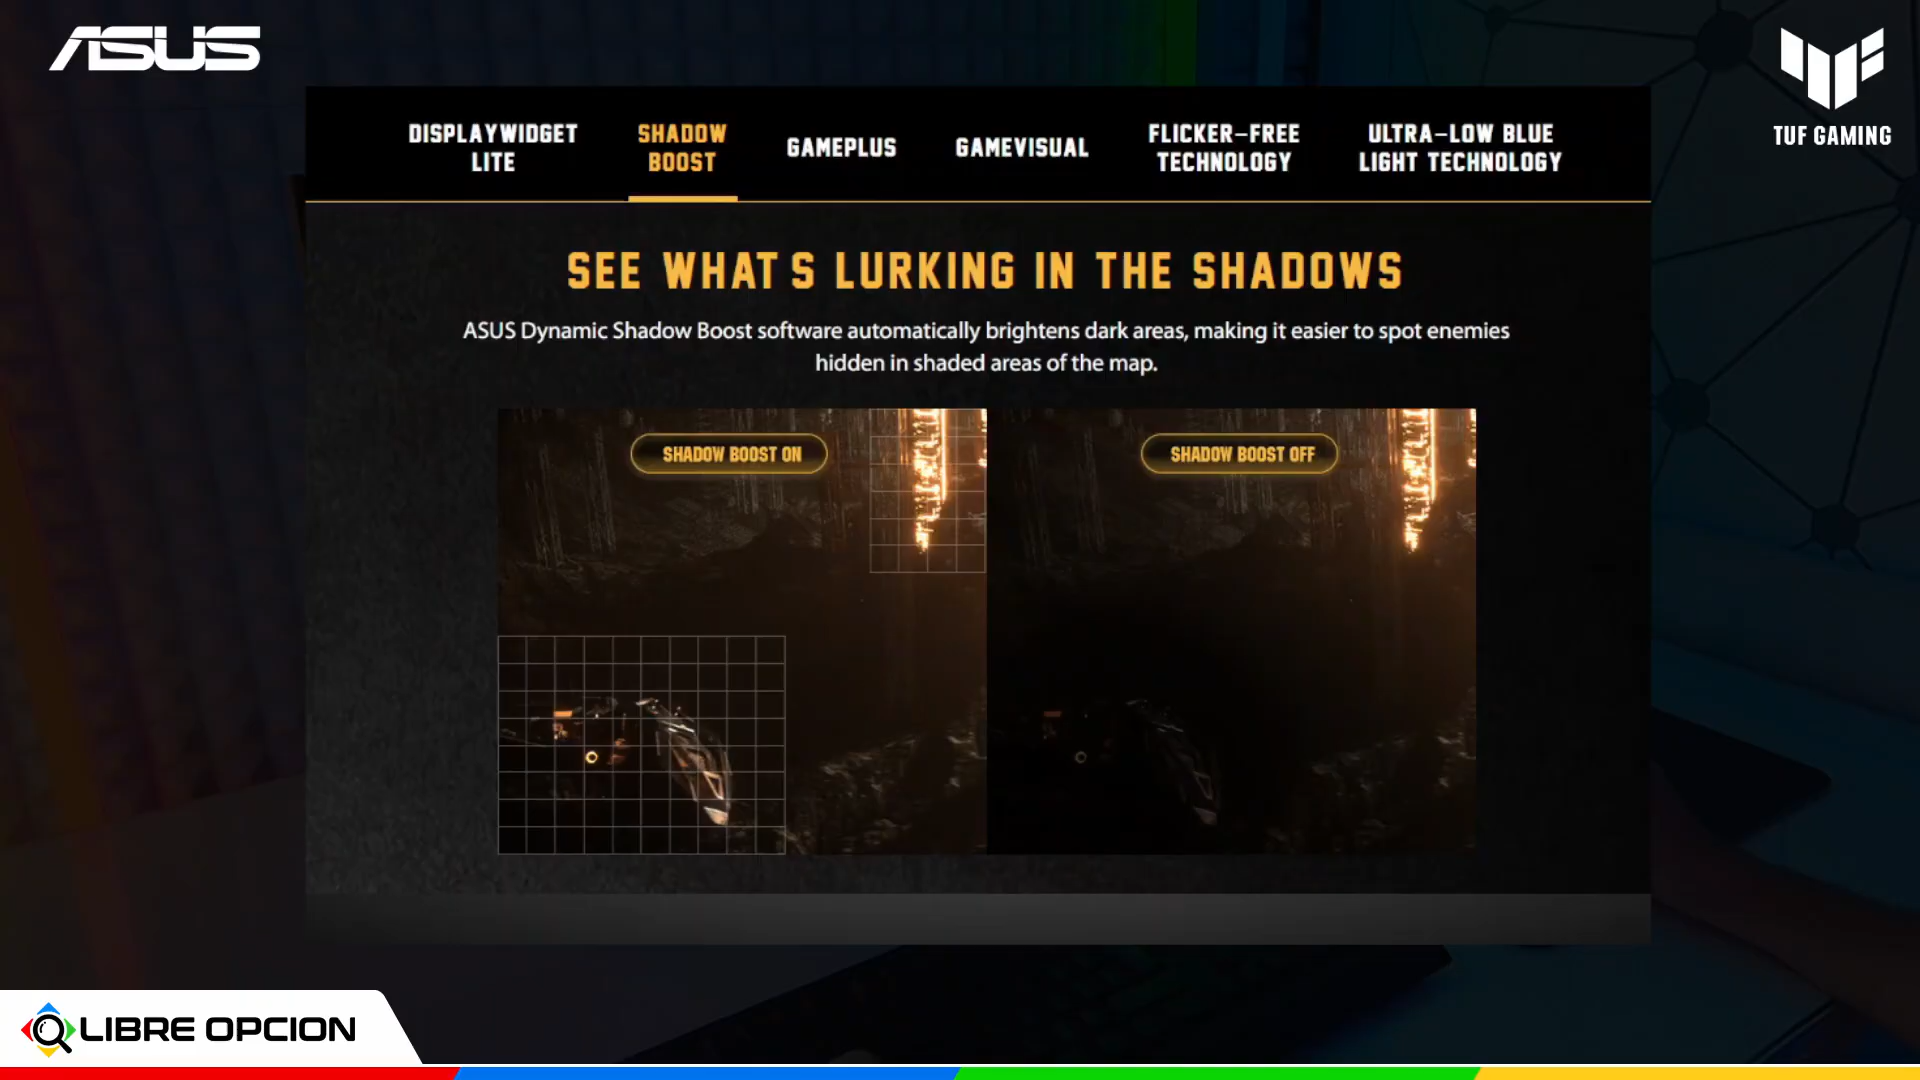 ASUS
TUF GAMING
DISPLAYWIDGET
LITE
SHADOW
BOOST
GAMEPLUS
GAMEVISUAL
FLICKER-FREE
TECHNOLOGY
ULTRA-LOW BLUE
LIGHT TECHNOLOGY
SEE WHAT S LURKING IN THE SHADOWS
ASUS Dynamic Shadow Boost software automatically brightens dark areas, making it easier to spot enemies
hidden in shaded areas of the map.
SHADOW BOOST ON
SHADOW BOOST OFF
LIBRE OPCION